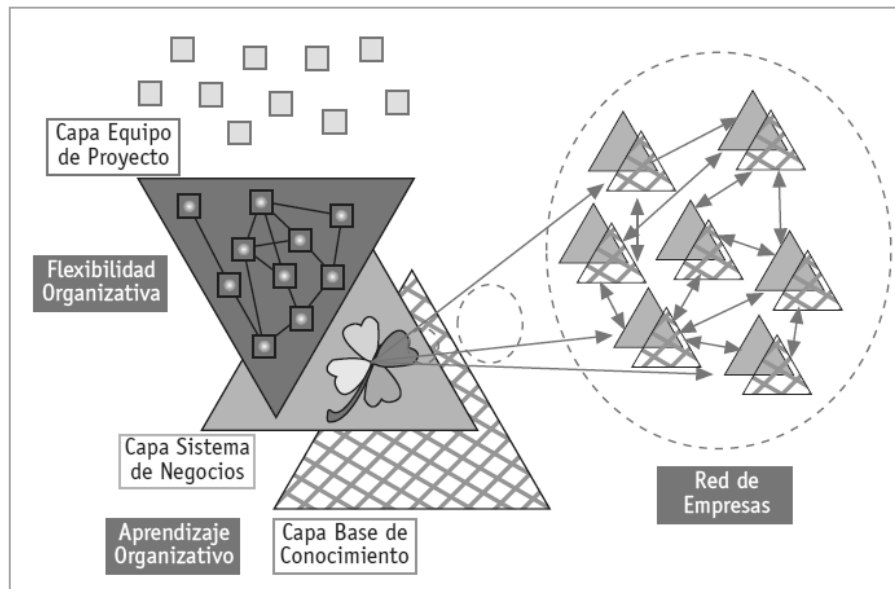 Capa Equipo
de Proyecto
Flexibilidad
Organizativa
Capa Sistema
de Negocios
Aprendizaje
Organizativo
Capa Base de
Conocimiento
Red de
Empresas